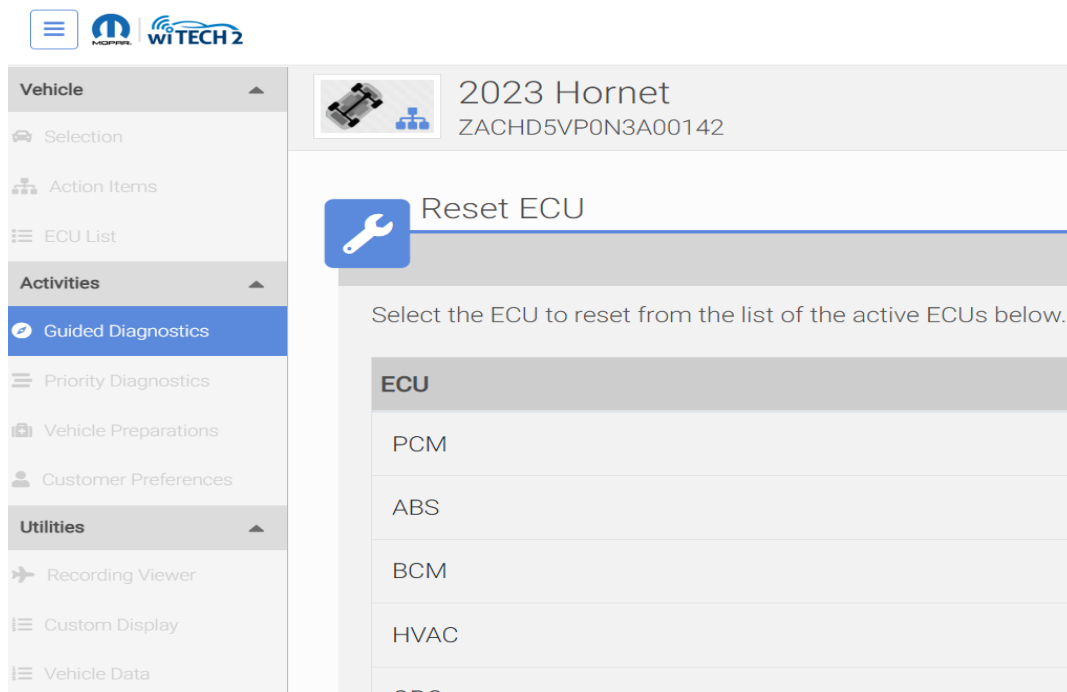 MOPAR.
wiTECH 2
Vehicle
Selection
Action Items
ECU List
Activities
Guided Diagnostics
Priority Diagnostics
Vehicle Preparations
Customer Preferences
Utilities
Recording Viewer
Custom Display
Vehicle Data
2023 Hornet
ZACHD5VP0N3A00142
Reset ECU
Select the ECU to reset from the list of the active ECUs below.
ECU
PCM
ABS
BCM
HVAC